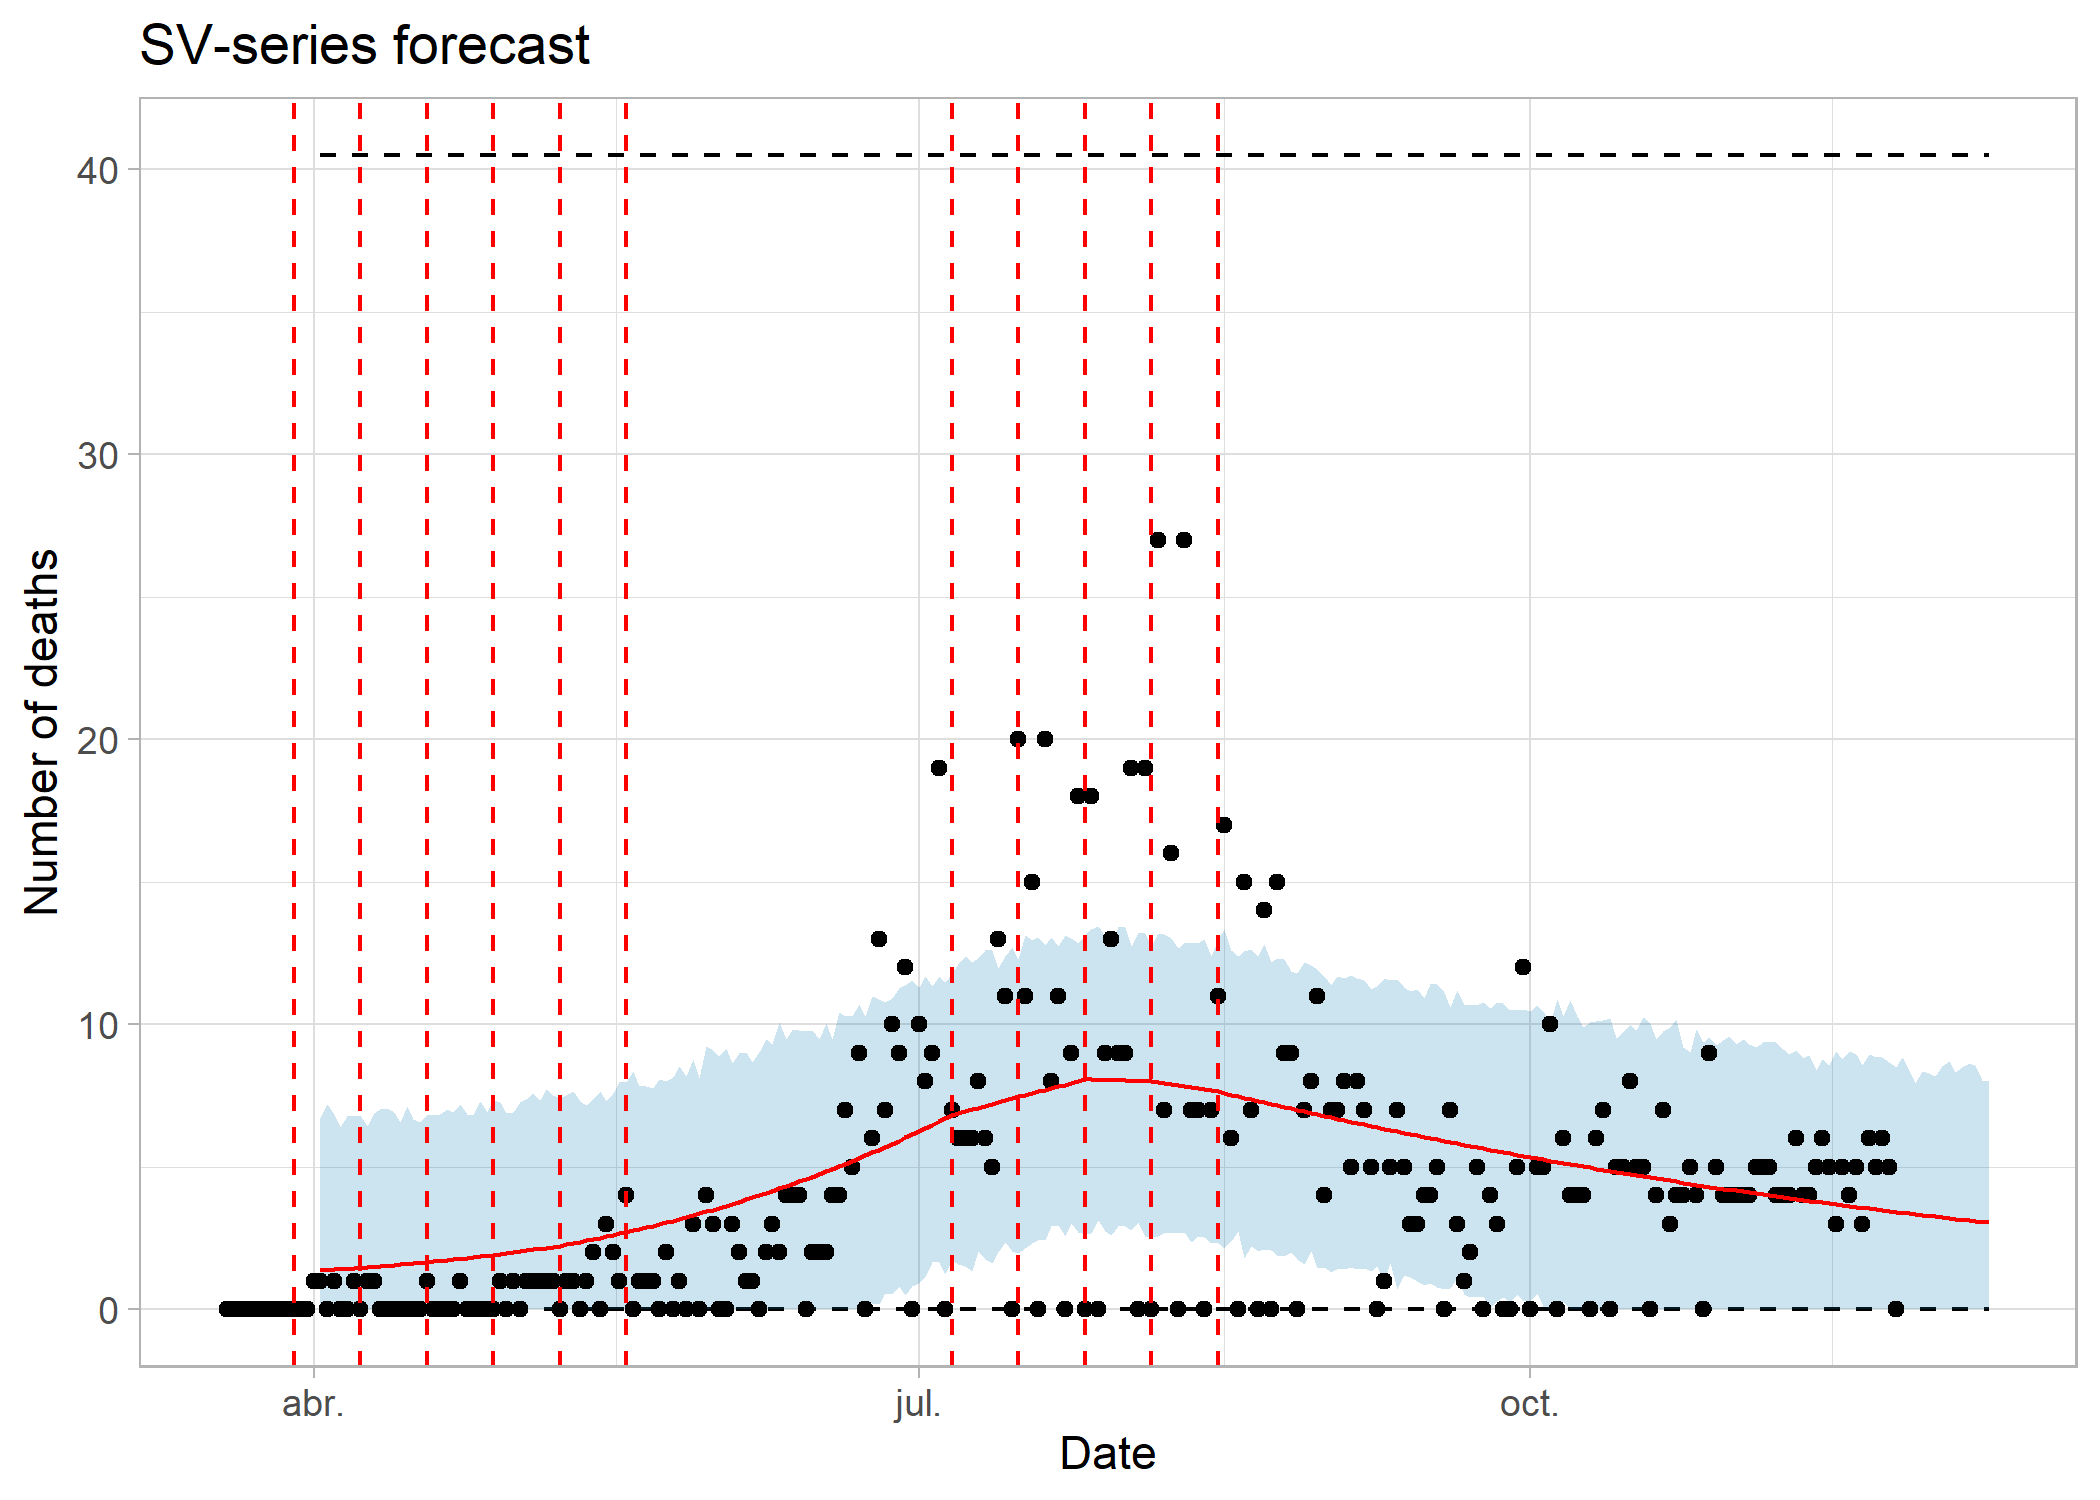 SV-series forecast
40
30
20
10
0
Number of deaths
abr.
jul.
oct.
Date